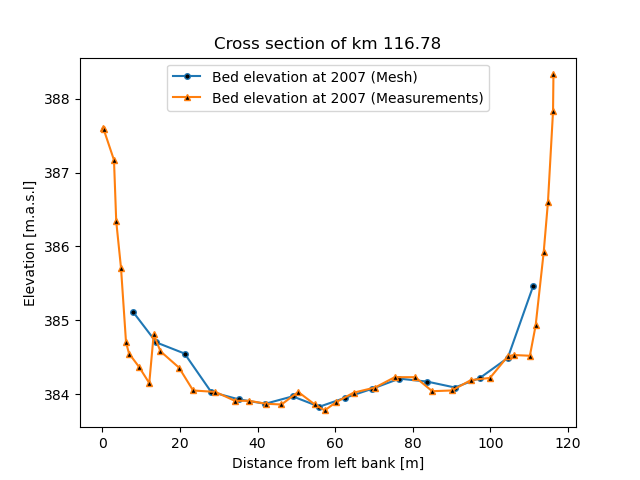 Cross section of km 116.78
Bed elevation at 2007 (Mesh)
Bed elevation at 2007 (Measurements)
Elevation [m.a.s.l]
388
387
386
385
384
0 20 40 60 80 100 120
Distance from left bank [m]